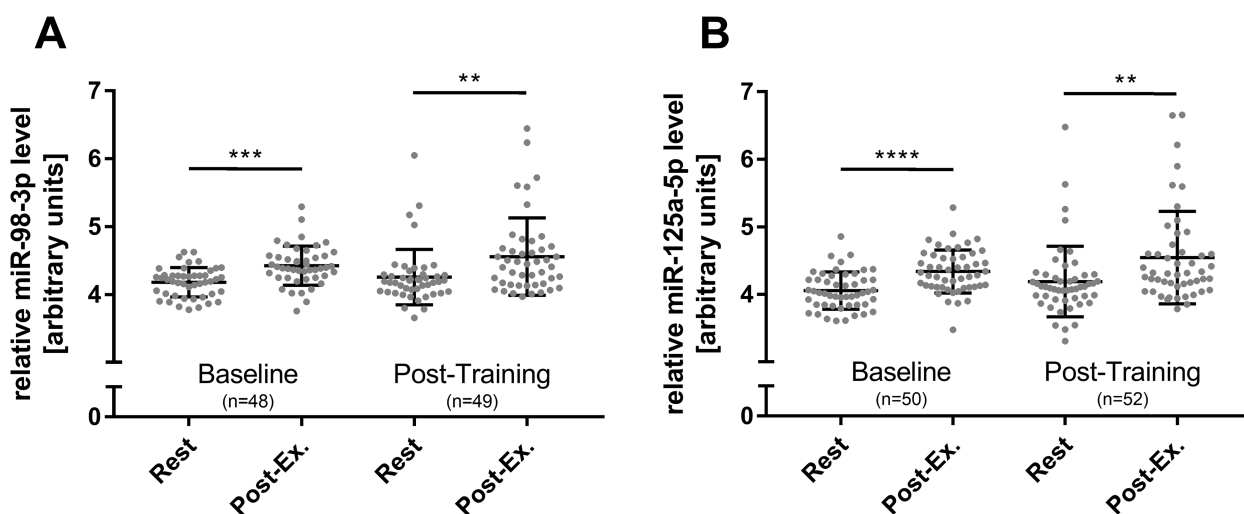 A
relative miR-98-3p level
[arbitrary units]
7
6
5
4
0
***
**
Baseline
(n=48)
Post-Training
(n=49)
Rest
Post-Ex.
Rest
Post-Ex.
B
relative miR-125a-5p level
[arbitrary units]
7
6
5
4
0
****
**
Baseline
(n=50)
Post-Training
(n=52)
Rest
Post-Ex.
Rest
Post-Ex.